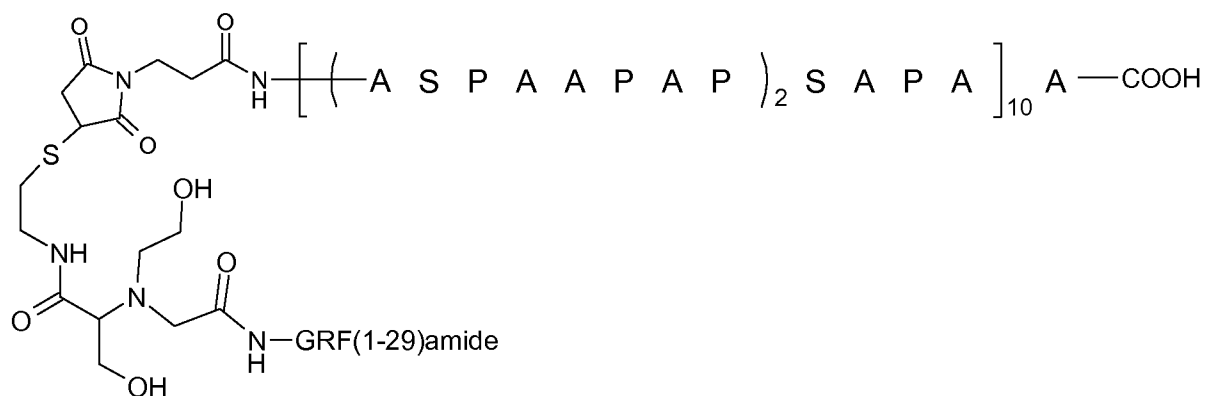 O
O
N
O
N
H
[(A S P A A P A P)2 S A P A]10 A COOH
S
OH
NH
O
N
O
N
H
GRF(1-29)amide
OH